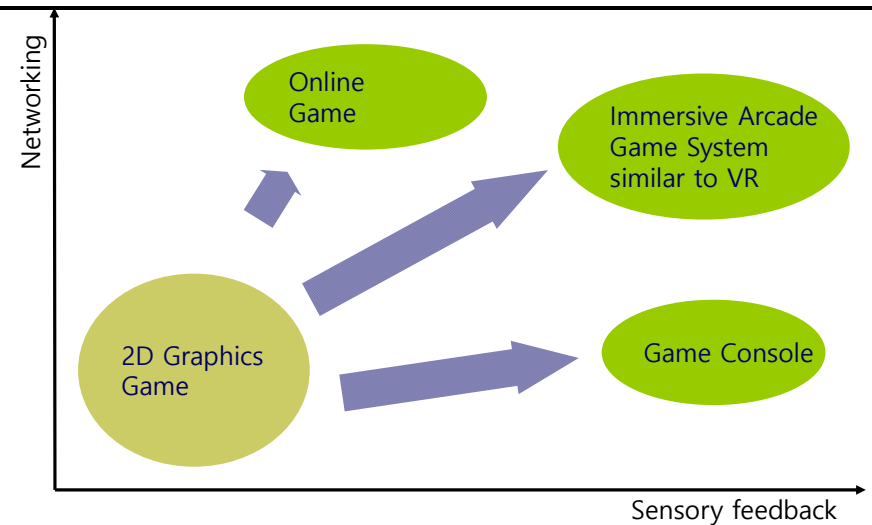 Networking
Online
Game
Immersive Arcade
Game System
similar to VR
2D Graphics
Game
Game Console
Sensory feedback